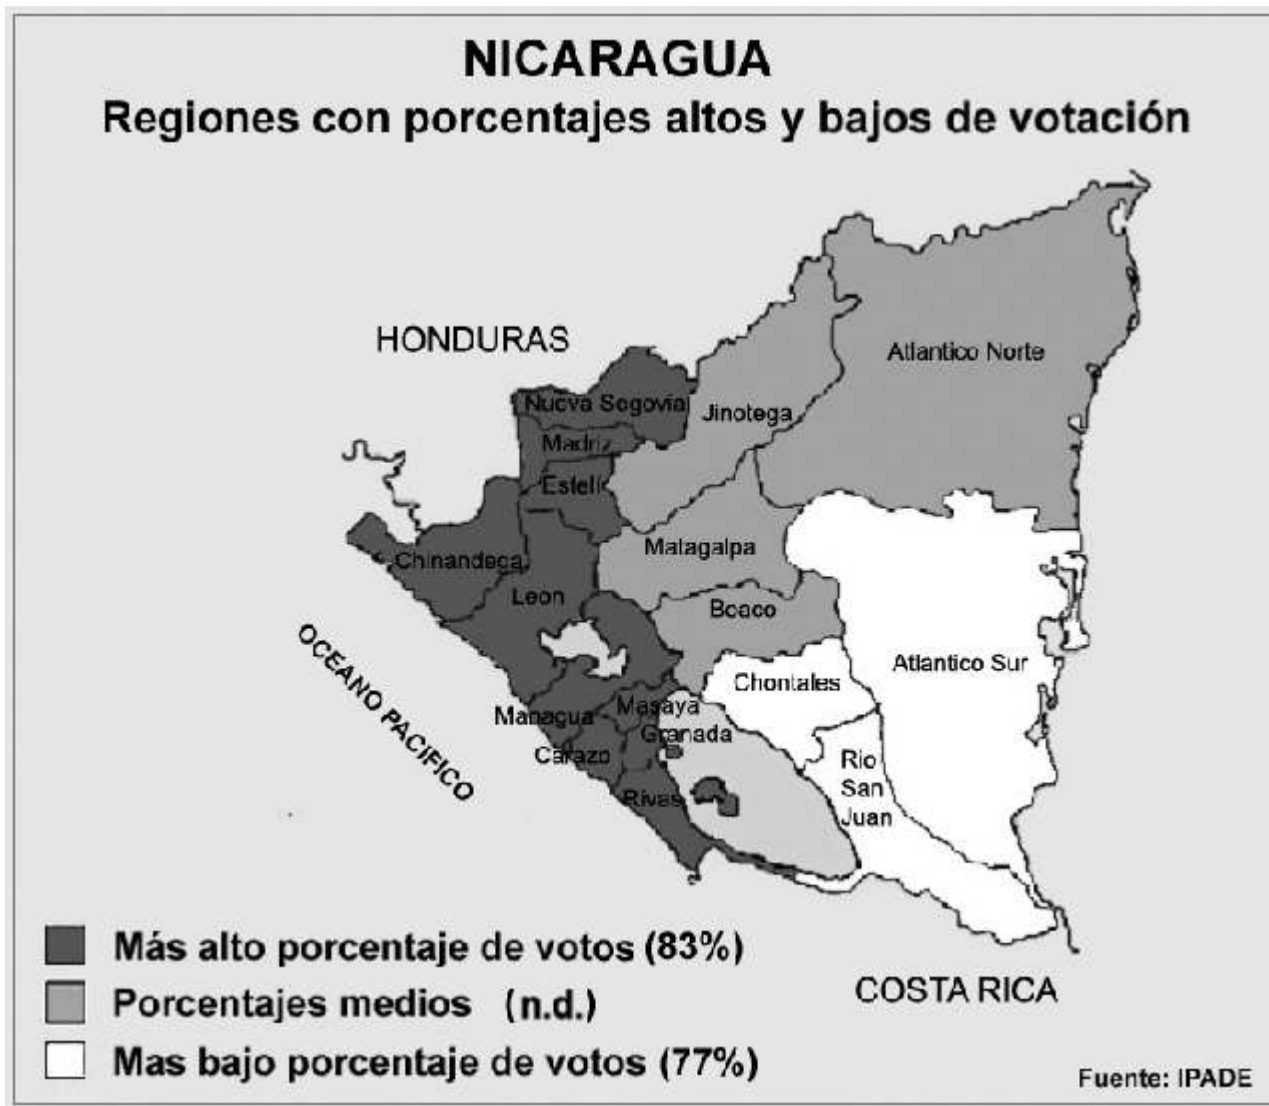 NICARAGUA
Regiones con porcentajes altos y bajos de votación
HONDURAS
Atlantico Norte
Nueva Segovia
Jinotega
Madriz
Estelí
Matagalpa
Chinandega
Leon
Boaco
OCEANO PACIFICO
Atlantico Sur
Chontales
Masaya
Managua
Granada
Carazo
Rio
San
Juan
Rivas
Más alto porcentaje de votos (83%)
Porcentajes medios (n.d.)
COSTA RICA
Mas bajo porcentaje de votos (77%)
Fuente: IPADE